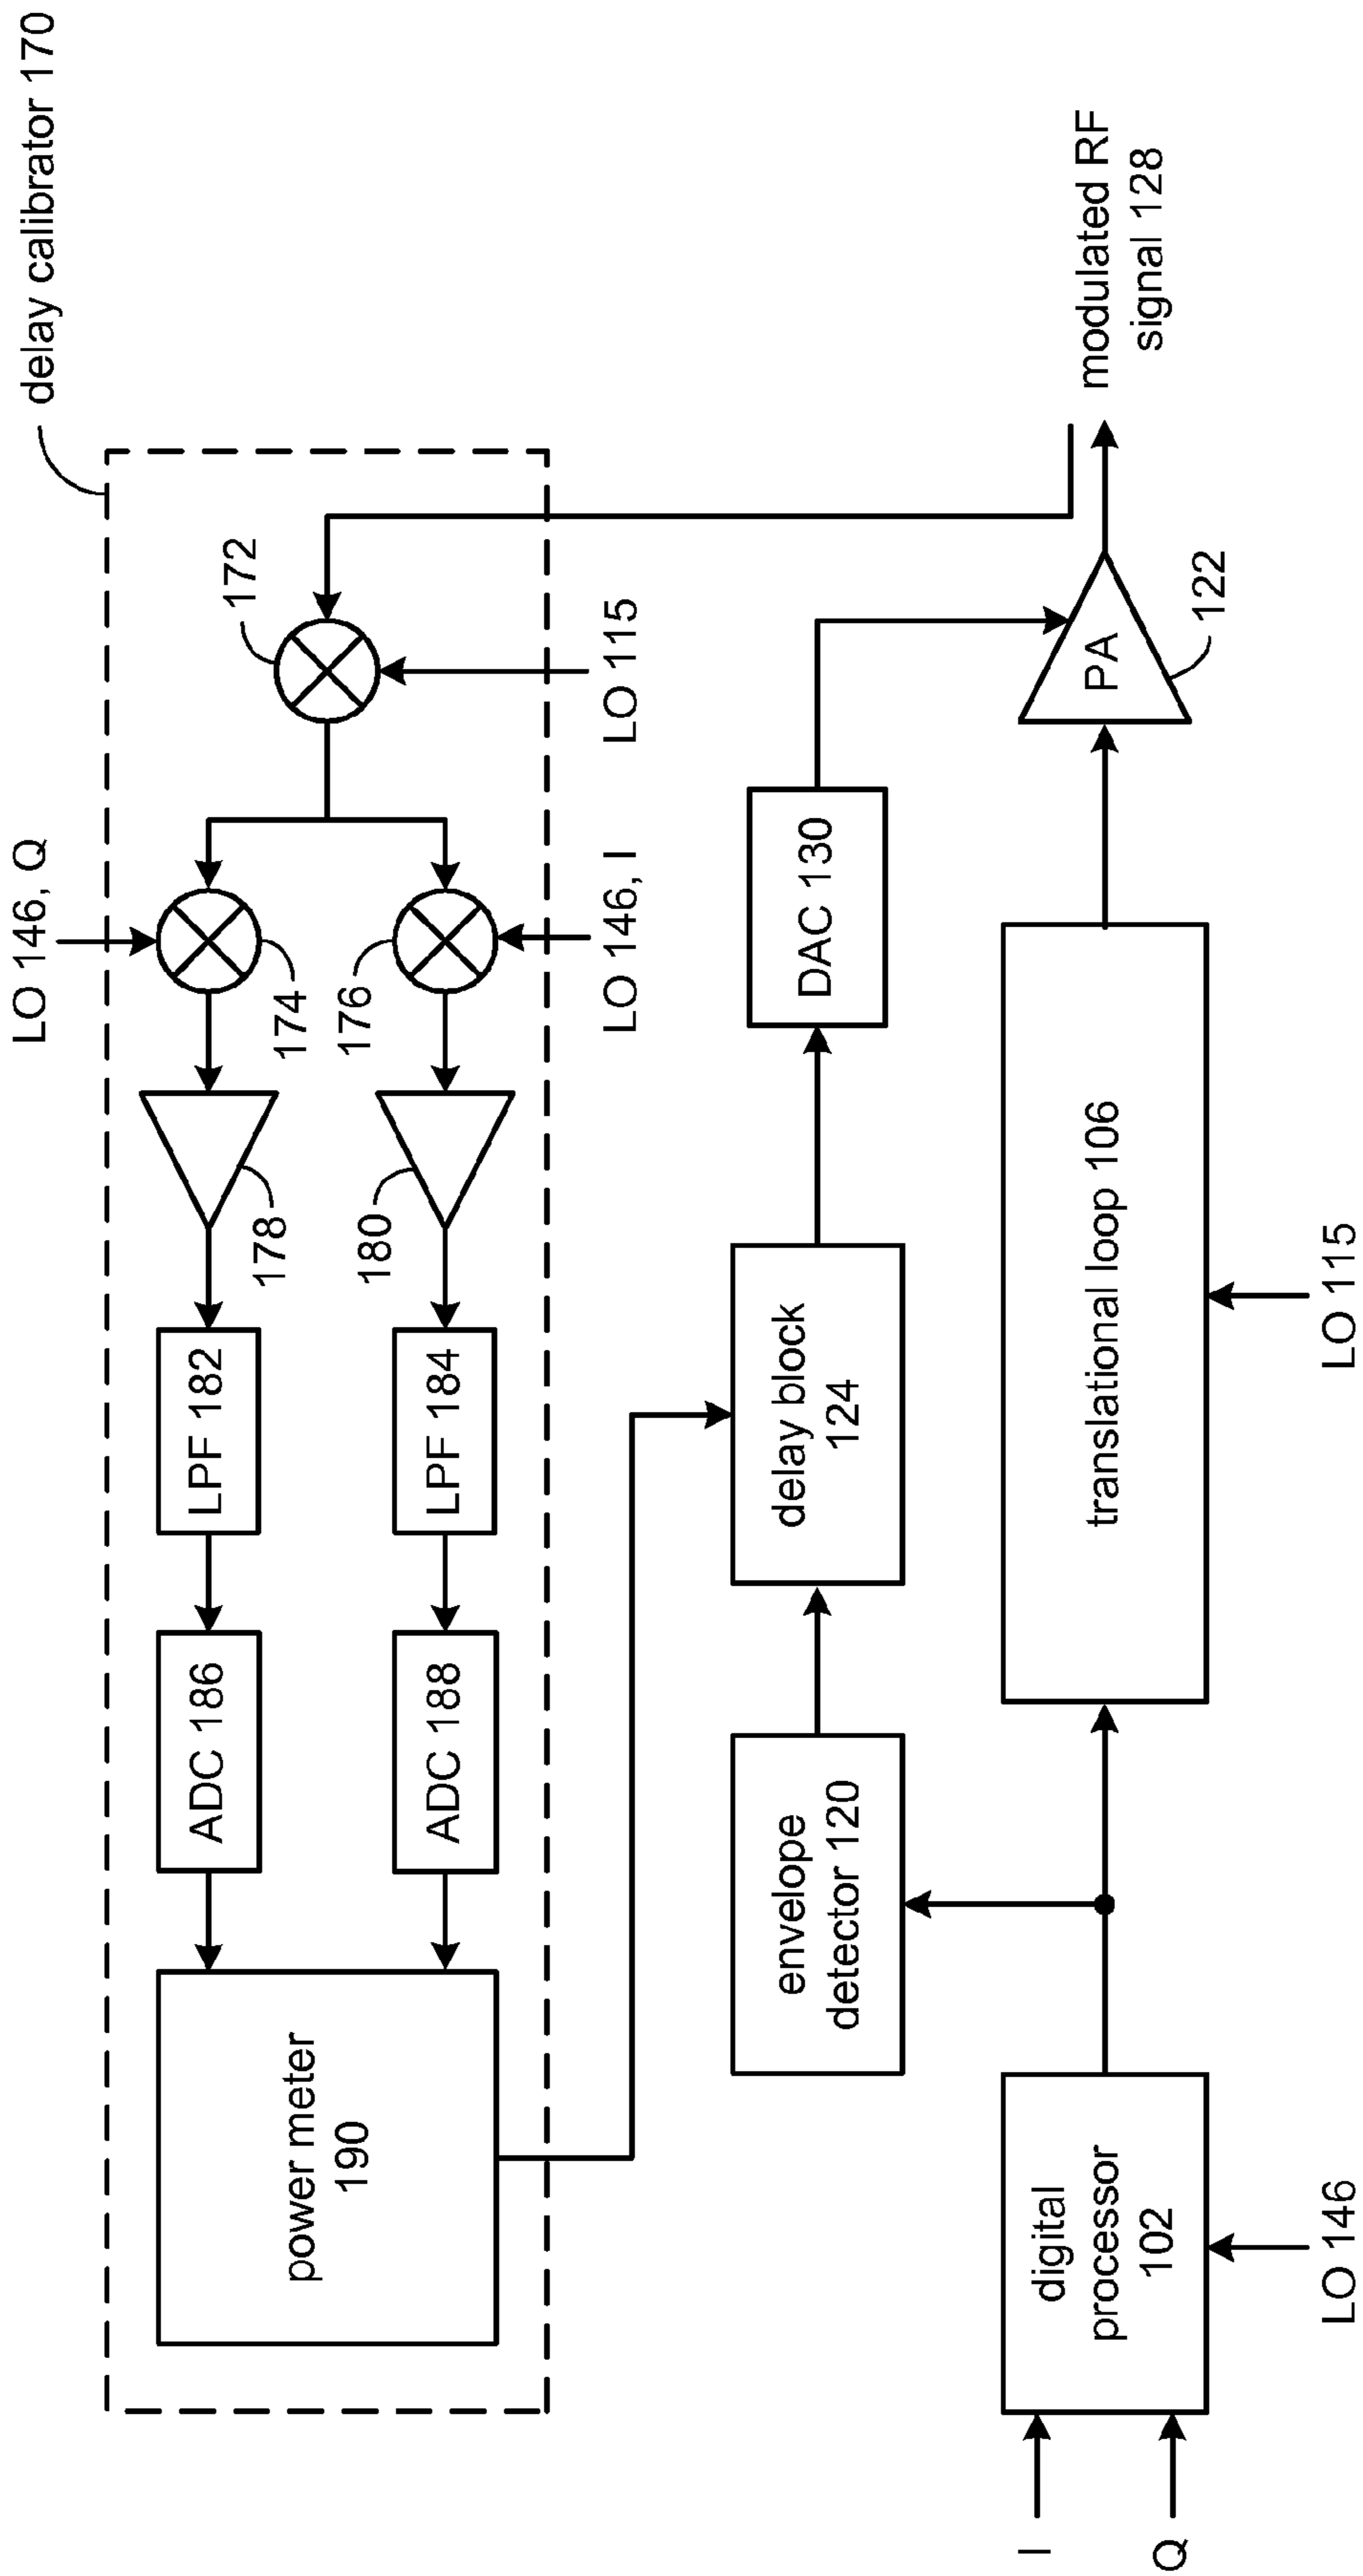 delay calibrator 170
LO 146, Q
172
174
176
178
180
LPF 182
LPF 184
ADC 186
ADC 188
power meter
190
LO 115
LO 146, I
envelope
detector 120
delay block
124
DAC 130
PA
122
modulated RF
signal 128
I
Q
digital
processor
102
translational loop 106
LO 146
LO 115